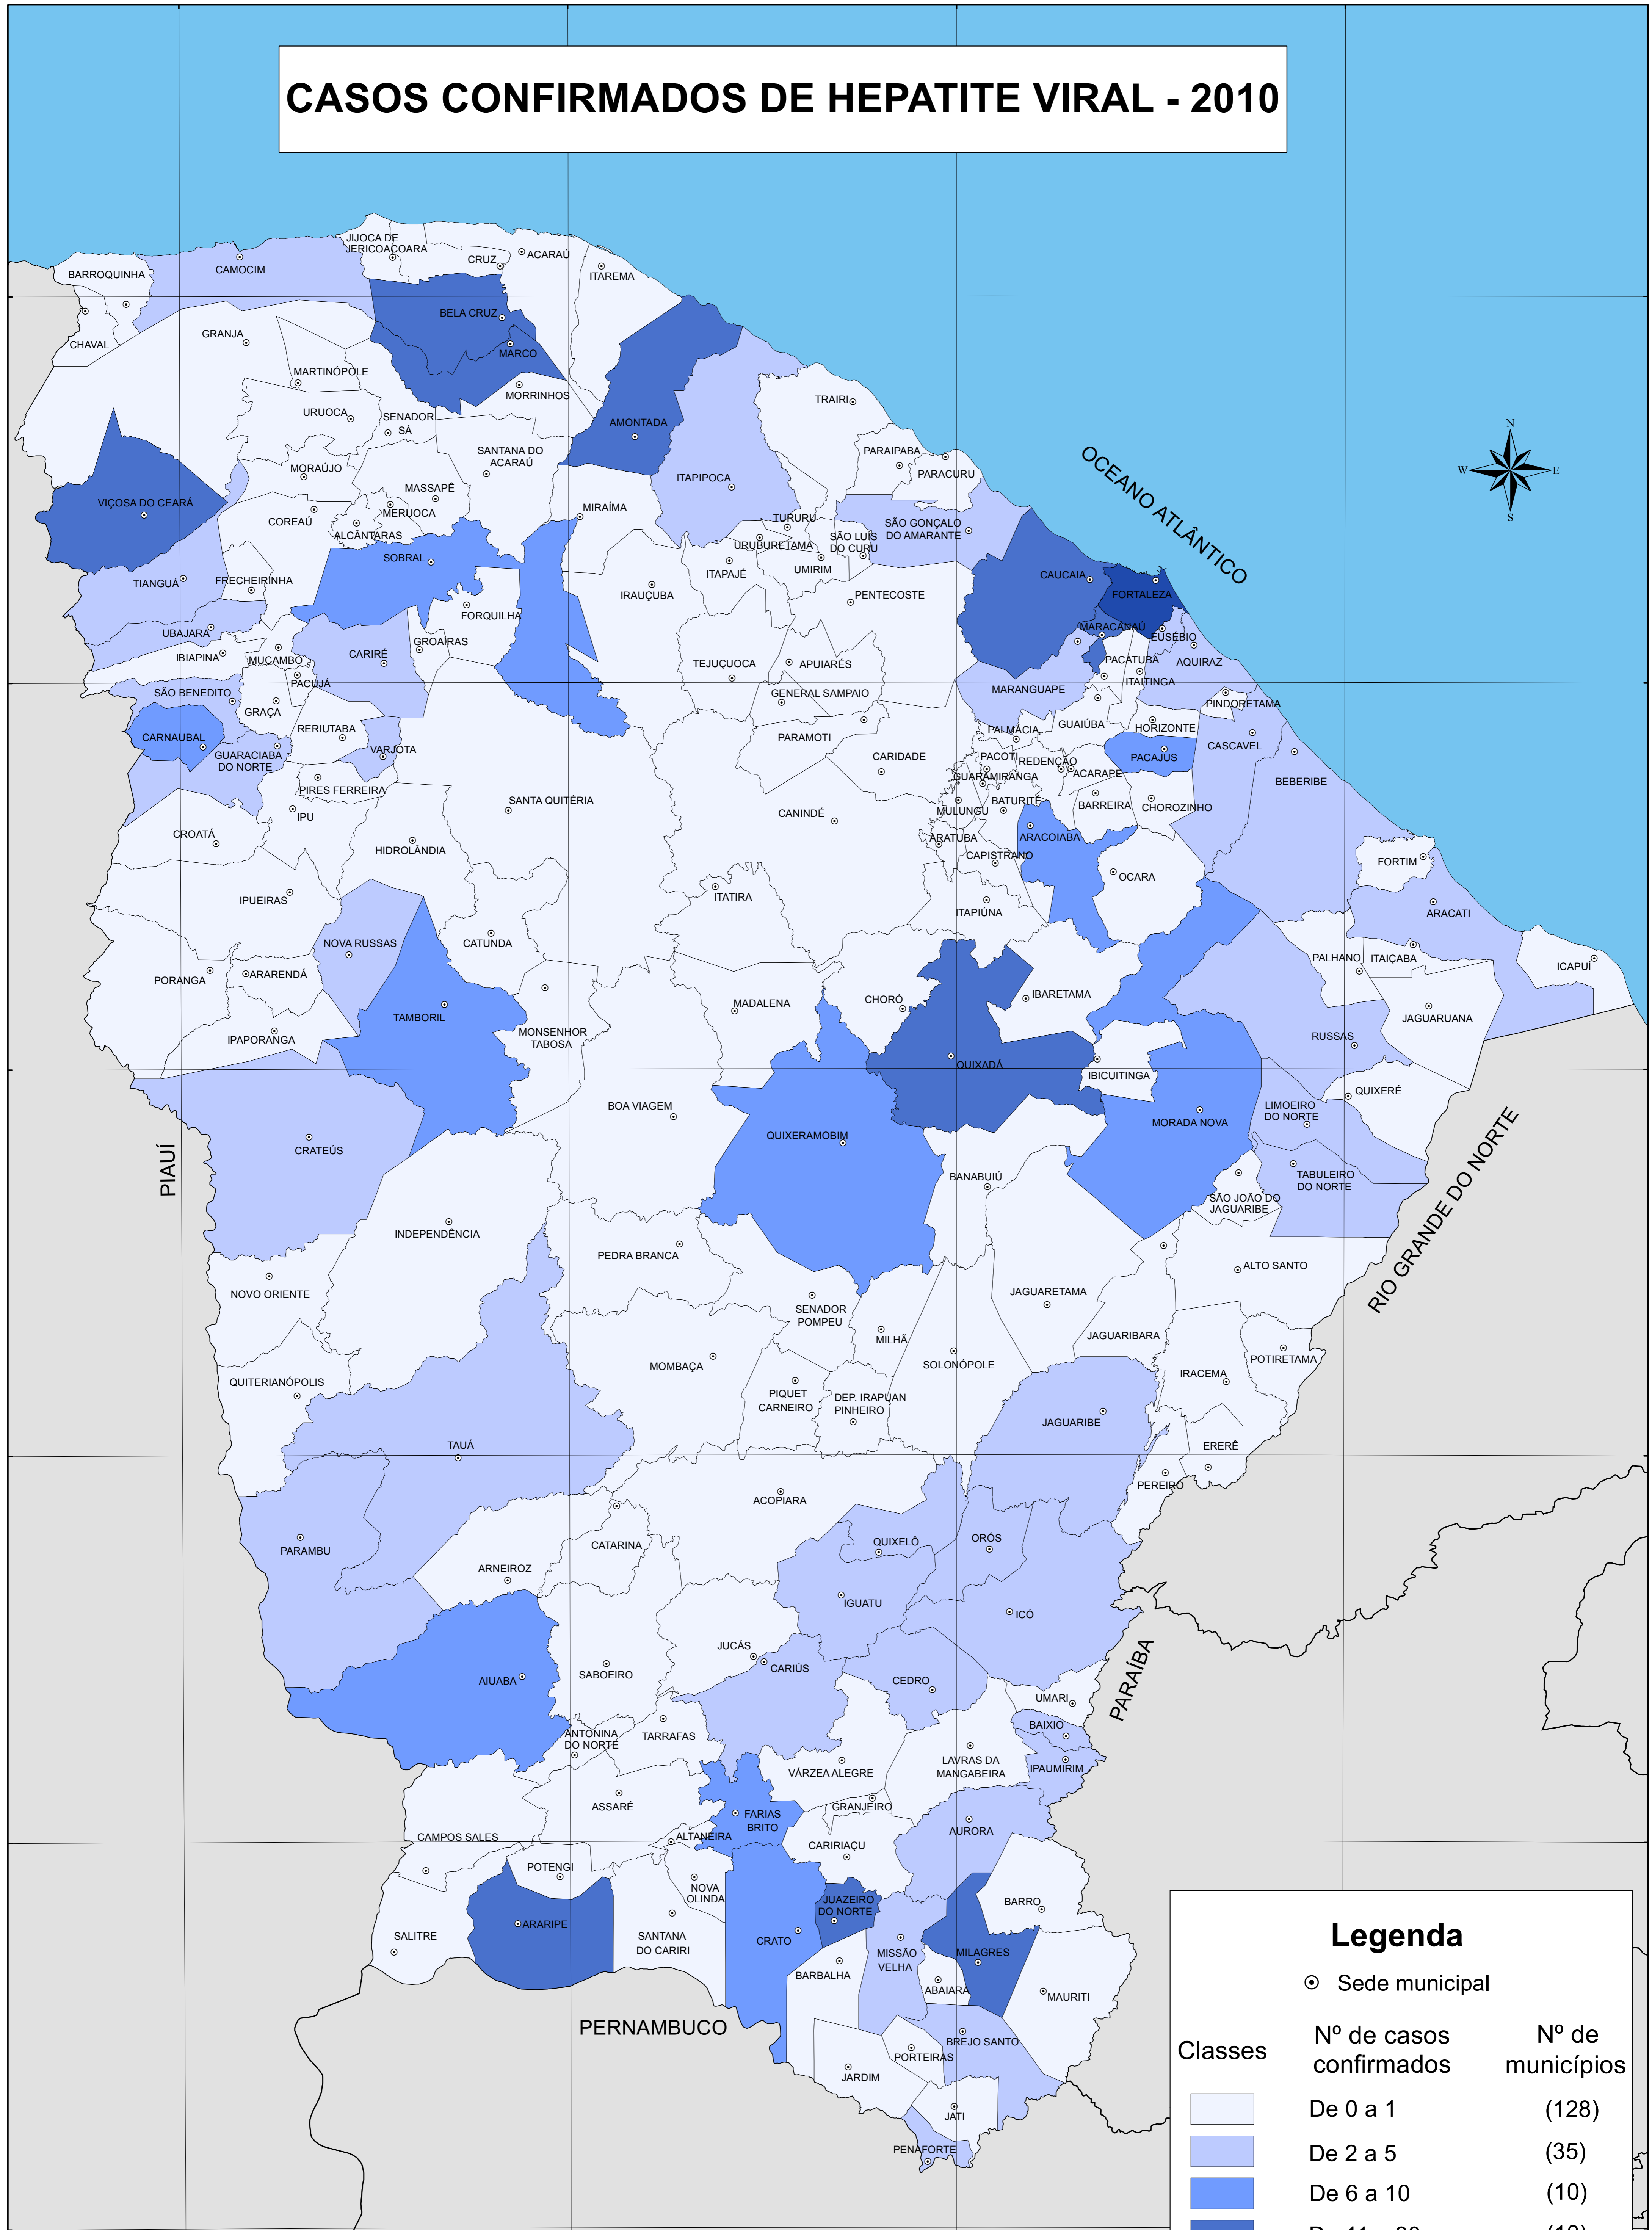 CASOS CONFIRMADOS DE HEPATITE VIRAL - 2010
JIJOCA DE
JERICOACOARA
CRUZ
ACARAÚ
ITAREMA
BARROQUINHA
CAMOCIM
CHAVAL
GRANJA
BELA CRUZ
MARCO
MARTINÓPOLE
MORRINHOS
URUOCA
SENADOR
SÁ
AMONTADA
TRAIRI
N
W
E
S
OCEANO ATLÂNTICO
SANTANA DO
ACARAÚ
MORAÚJO
MASSAPÊ
ITAPIPOCA
PARAIPABA
PARACURU
VIÇOSA DO CEARÁ
COREAÚ
MERUOCA
ALCÂNTARAS
MIRAÍMA
TURURU
URUBURETAMA
SÃO LUÍS
DO CURU
SÃO GONÇALO
DO AMARANTE
SOBRAL
TIANGUÁ
FRECHEIRINHA
ITAPAJÉ
UMIRIM
IRAUÇUBA
PENTECOSTE
CAUCAIA
FORTALEZA
FORQUILHA
UBAJARA
IBIAPINA
MUCAMBO
CARIRÉ
GROAÍRAS
MARACANAÚ
EUSÉBIO
PACATUBA
AQUIRAZ
ITAITINGA
TEJUÇUOCA
APUIARÉS
GENERAL SAMPAIO
MARANGUAPE
PACUJÁ
SÃO BENEDITO
GRAÇA
RERIUTABA
CARNAUBAL
GUARACIABA
DO NORTE
VARJOTA
PARAMOTI
CARIDADE
PALMÁCIA
GUAIÚBA
HORIZONTE
PINDORETAMA
CASCAVEL
PACAJUS
BEBERIBE
PACOTI
REDENÇÃO
GUARAMIRANGA
ACARAPE
PIRES FERREIRA
IPU
SANTA QUITÉRIA
CANINDÉ
MULUNGU
BATURITÉ
BARREIRA
CHOROZINHO
CROATÁ
HIDROLÂNDIA
ARATUBA
ARACOIABA
CAPISTRANO
OCARA
FORTIM
IPUEIRAS
ITATIRA
ITAPIÚNA
ARACATI
NOVA RUSSAS
CATUNDA
PORANGA
ARARENDÁ
PALHANO
ITAIÇABA
ICAPUÍ
TAMBORIL
MADALENA
CHORÓ
IBARETAMA
JAGUARUANA
IPAPORANGA
MONSENHOR
TABOSA
RUSSAS
QUIXADÁ
IBICUITINGA
QUIXERÉ
BOA VIAGEM
LIMOEIRO
DO NORTE
MORADA NOVA
QUIXERAMOBIM
CRATEÚS
PIAUÍ
BANABUIÚ
TABULEIRO
DO NORTE
SÃO JOÃO DO
JAGUARIBE
RIO GRANDE DO NORTE
INDEPENDÊNCIA
PEDRA BRANCA
ALTO SANTO
NOVO ORIENTE
JAGUARETAMA
SENADOR
POMPEU
MILHÃ
JAGUARIBARA
SOLONÓPOLE
MOMBAÇA
POTIRETAMA
IRACEMA
QUITERIANÓPOLIS
PIQUET
CARNEIRO
DEP. IRAPUAN
PINHEIRO
JAGUARIBE
TAUÁ
ERERÊ
PEREIRO
ACOPIARA
PARAMBU
CATARINA
QUIXELÔ
ORÓS
ARNEIROZ
IGUATU
ICÓ
JUCÁS
CARIÚS
SABOEIRO
AIUABA
CEDRO
PARAÍBA
UMARI
BAIXIO
ANTONINA
DO NORTE
TARRAFAS
LAVRAS DA
MANGABEIRA
IPAUMIRIM
VÁRZEA ALEGRE
ASSARÉ
GRANJEIRO
FARIAS
BRITO
AURORA
CAMPOS SALES
ALTANEIRA
CARIRIAÇU
POTENGI
NOVA
OLINDA
JUAZEIRO
DO NORTE
BARRO
ARARIPE
SALITRE
SANTANA
DO CARIRI
CRATO
MISSÃO
VELHA
MILAGRES
BARBALHA
ABAIARA
MAURITI
PERNAMBUCO
BREJO SANTO
PORTEIRAS
JARDIM
JATI
PENAFORTE
Legenda
Sede municipal
Classes
Nº de casos
confirmados
Nº de
municípios
De 0 a 1
(128)
De 2 a 5
(35)
De 6 a 10
(10)